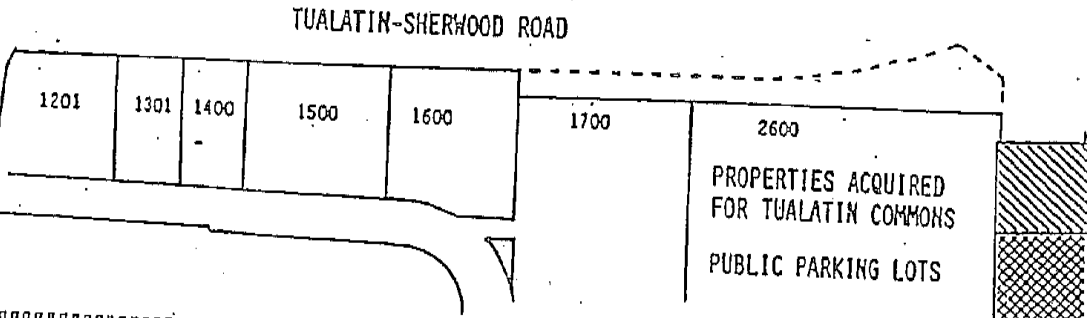 TUALATIN-SHERWOOD ROAD
1201
1301
1400
1500
1600
1700
2600
PROPERTIES ACQUIRED
FOR TUALATIN COMMONS
PUBLIC PARKING LOTS